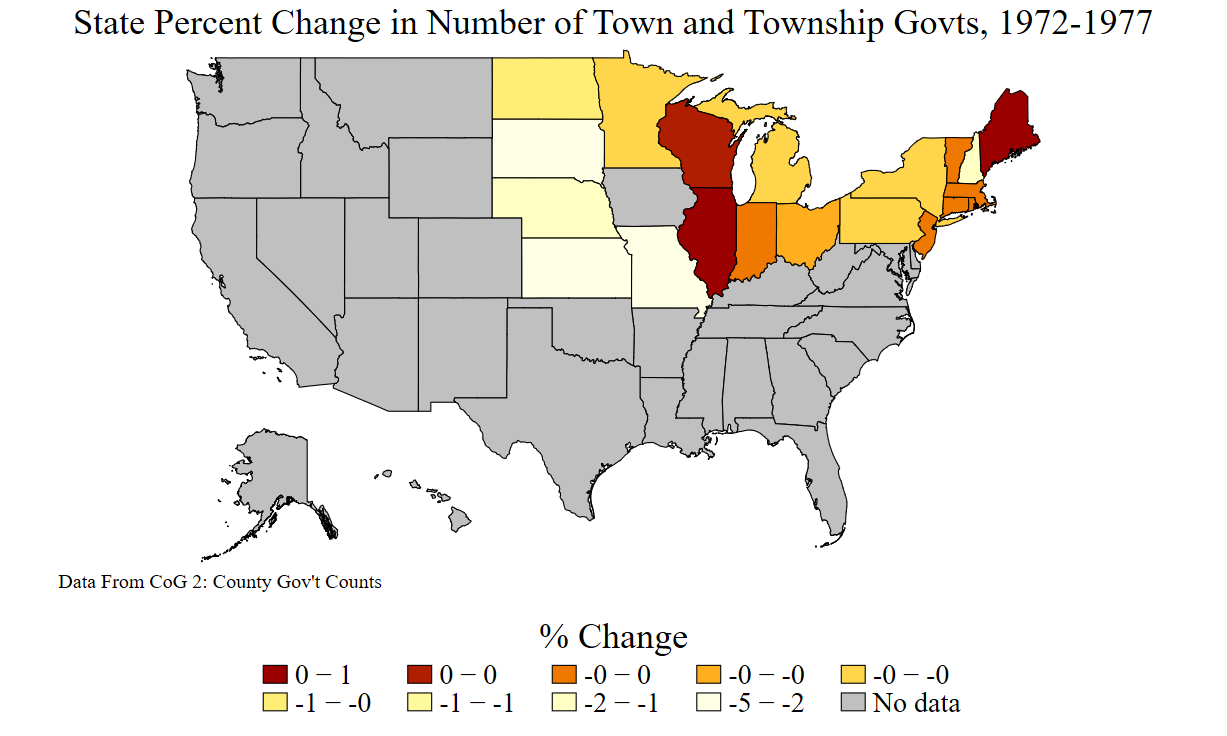 State Percent Change in Number of Town and Township Govts, 1972-1977
Data From CoG 2: County Gov't Counts
% Change
0 − 1 0 − 0 -0 − 0 -0 − -0 -0 − -0
-1 − -0 -1 − -1 -2 − -1 -5 − -2 No data